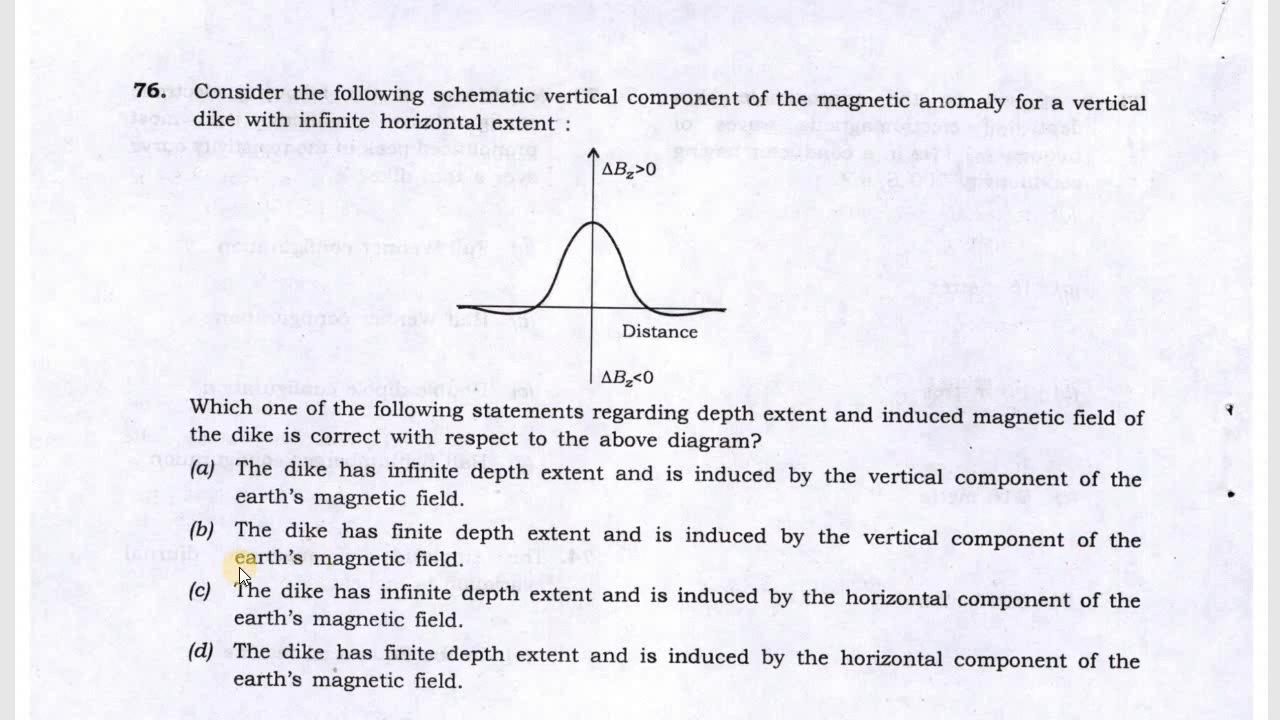 76. Consider the following schematic vertical component of the magnetic anomaly for a vertical
dike with infinite horizontal extent :
ΔBz>0
Distance
ΔBz<0
Which one of the following statements regarding depth extent and induced magnetic field of
the dike is correct with respect to the above diagram?
(a) The dike has infinite depth extent and is induced by the vertical component of the
earth's magnetic field.
(b) The dike has finite depth extent and is induced by the vertical component of the
earth's magnetic field.
(c) The dike has infinite depth extent and is induced by the horizontal component of the
earth's magnetic field.
(d) The dike has finite depth extent and is induced by the horizontal component of the
earth's magnetic field.